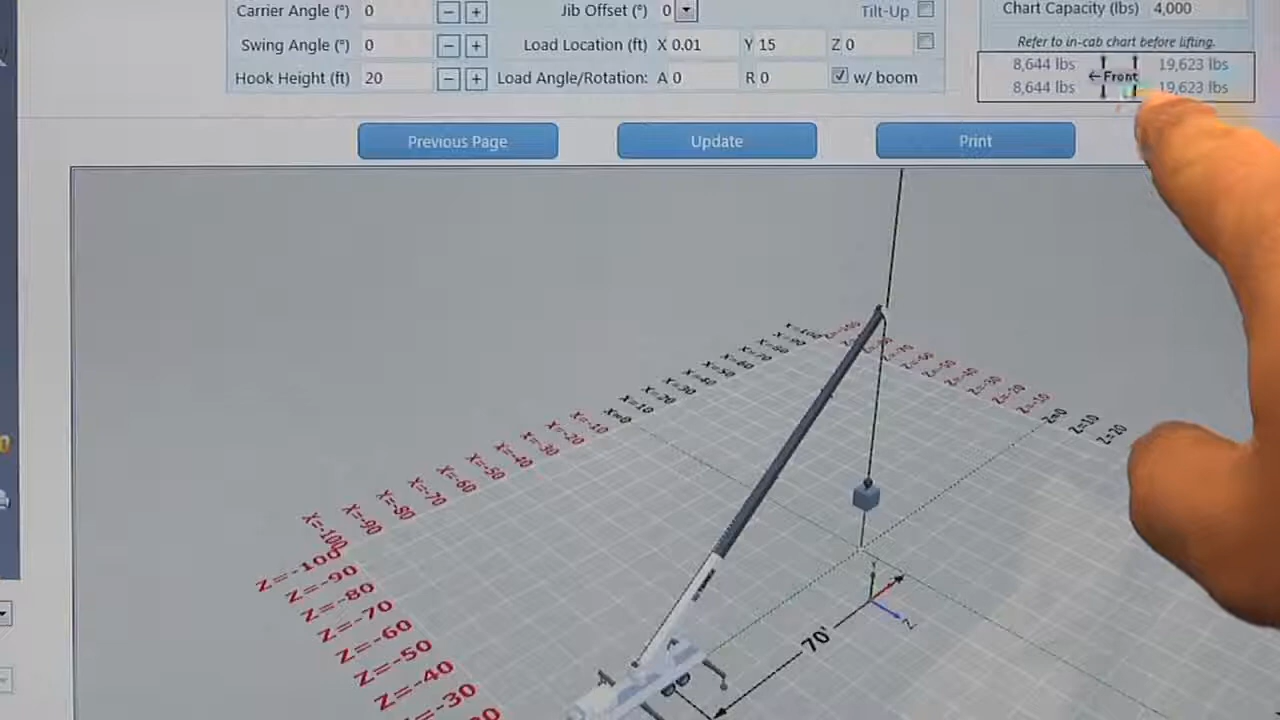 Carrier Angle (°) 0 − + Jib Offset (°) 0 Tilt-Up Chart Capacity (lbs) 4,000
Swing Angle (°) 0 − + Load Location (ft) X 0.01 Y 15 Z 0 Refer to in-cab chart before lifting.
Hook Height (ft) 20 − + Load Angle/Rotation: A 0 R 0 w/ boom
8,644 lbs ←Front 19,623 lbs
8,644 lbs 19,623 lbs
Previous Page Update Print
X=-100
X=-90
X=-80
X=-70
X=-60
X=-50
X=-40
Z=-100
Z=-90
Z=-80
Z=-70
Z=-60
Z=-50
Z=-40
Z=-30
Z=-20
Z=-10
Z=0
Z=10
Z=20
70'
Z